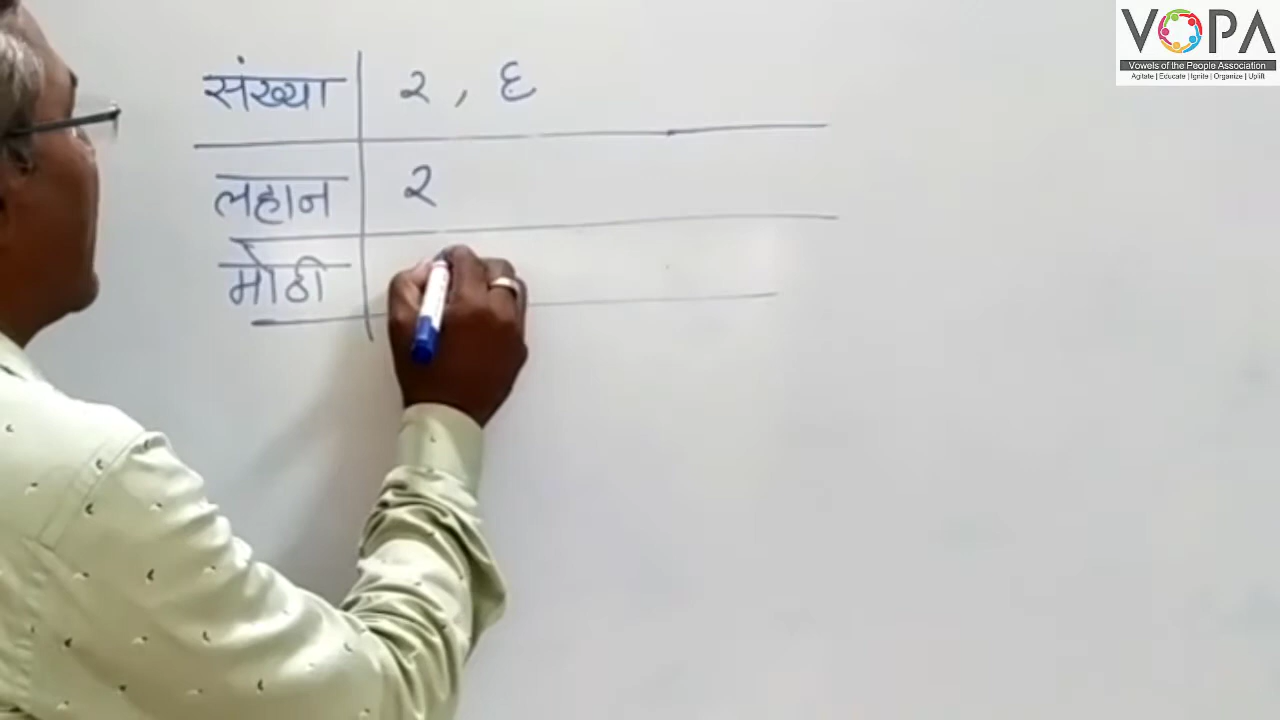 संख्या २ , ६
लहान २
मोठी
VOPA
Vowels of the People Association
Agitate | Educate | Ignite | Organize | Uplift